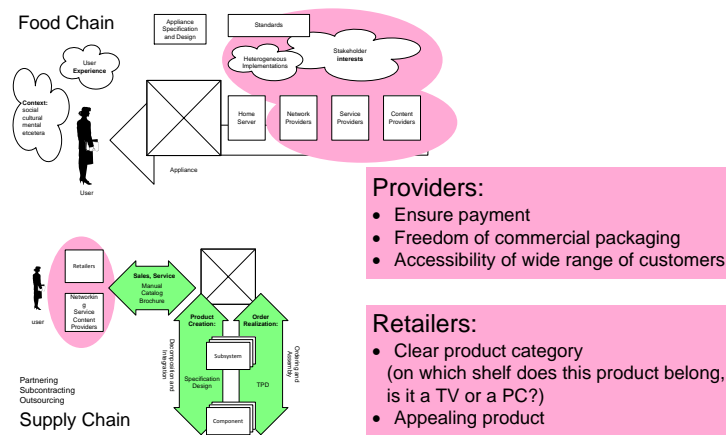 Food Chain
Appliance
Specification
and Design
Standards
Stakeholder
interests
Heterogeneous
Implementations
User
Experience
Context:
social
cultural
mental
etcetera
Home
Server
Network
Providers
Service
Providers
Content
Providers
Appliance
User
Providers:
• Ensure payment
• Freedom of commercial packaging
• Accessibility of wide range of customers
Retailers
Networkin
g
Service
Content
Providers
user
Sales, Service
Manual
Catalog
Brochure
Product
Creation:
Order
Realization:
Decomposition and
Integration
Ordering and
Assembly
Subsystem
Specification
Design
TPD
Component
Partnering
Subcontracting
Outsourcing
Supply Chain
Retailers:
• Clear product category
(on which shelf does this product belong,
is it a TV or a PC?)
• Appealing product